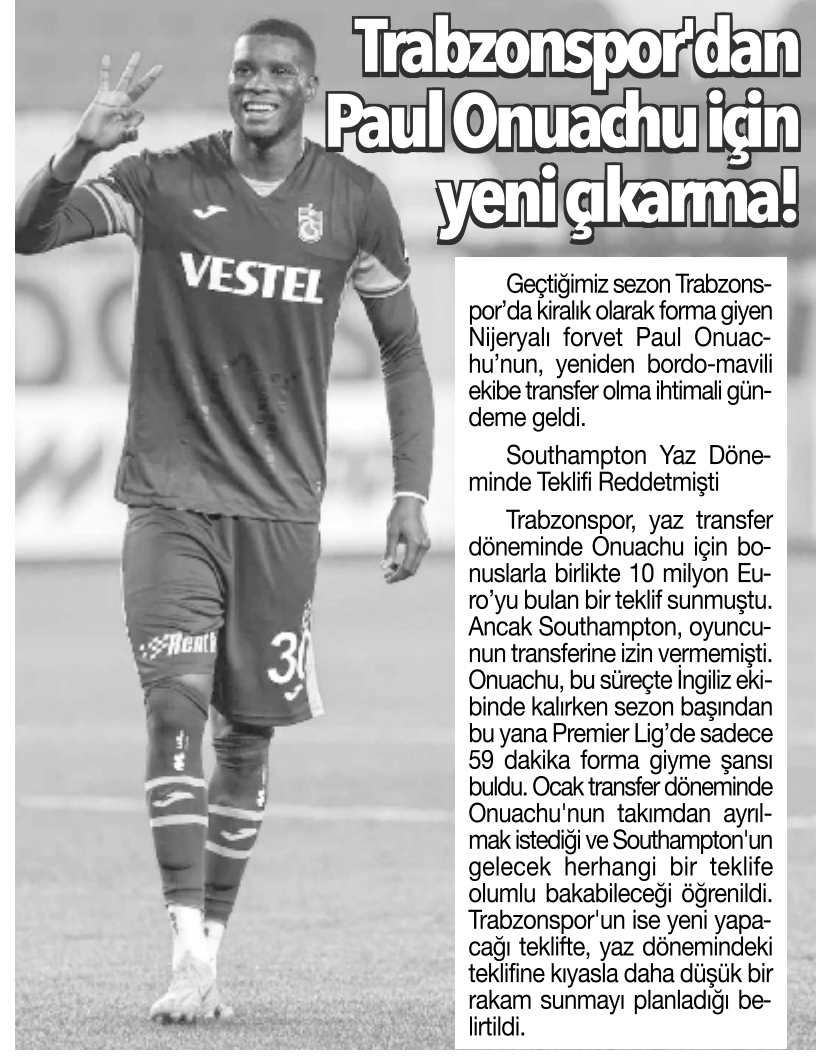 Trabzonspor'dan
Paul Onuachu için
yeni çıkarma!
VESTEL
Rent
30
Geçtiğimiz sezon Trabzons-
por’da kiralık olarak forma giyen
Nijeryalı forvet Paul Onuac-
hu’nun, yeniden bordo-mavili
ekibe transfer olma ihtimali gün-
deme geldi.
Southampton Yaz Döne-
minde Teklifi Reddetmişti
Trabzonspor, yaz transfer
döneminde Onuachu için bo-
nuslarla birlikte 10 milyon Eu-
ro’yu bulan bir teklif sunmuştu.
Ancak Southampton, oyuncu-
nun transferine izin vermemişti.
Onuachu, bu süreçte İngiliz eki-
binde kalırken sezon başından
bu yana Premier Lig’de sadece
59 dakika forma giyme şansı
buldu. Ocak transfer döneminde
Onuachu'nun takımdan ayrıl-
mak istediği ve Southampton'un
gelecek herhangi bir teklife
olumlu bakabileceği öğrenildi.
Trabzonspor'un ise yeni yapa-
cağı teklifte, yaz dönemindeki
teklifine kıyasla daha düşük bir
rakam sunmayı planladığı be-
lirtildi.